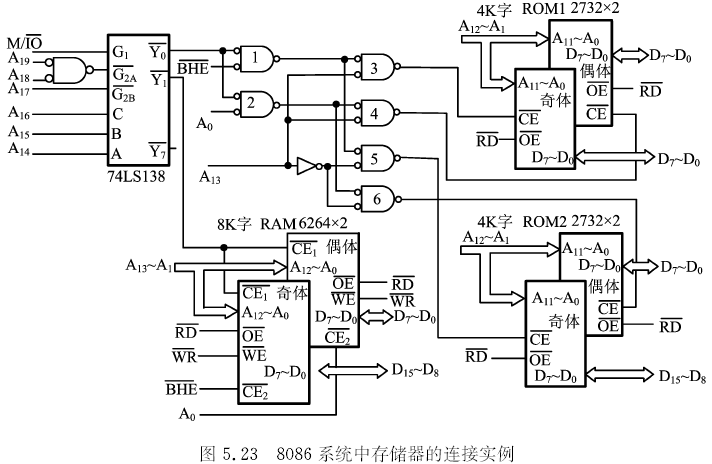 4K字 ROM1 2732×2
A12~A1
A11~A0
D7~D0
偶体
OE
CE
RD
D7~D0
A11~A0
奇体
CE
OE
D7~D0
RD
D7~D0
M/IO
A19
A18
A17
A16
A15
A14
G1
G2A
G2B
C
B
A
Y0
Y1
Y7
74LS138
BHE
A0
A13
1
2
3
4
5
6
8K字 RAM 6264×2
A13~A1
CE1 偶体
A12~A0
OE
WE
D7~D0
CE2
RD
WR
D7~D0
CE1 奇体
A12~A0
OE
WE
D7~D0
CE2
RD
WR
BHE
A0
D15~D8
4K字 ROM2 2732×2
A12~A1
A11~A0
D7~D0
偶体
CE
OE
D7~D0
RD
A11~A0
奇体
CE
OE
D7~D0
RD
D15~D8
图 5.23 8086 系统中存储器的连接实例